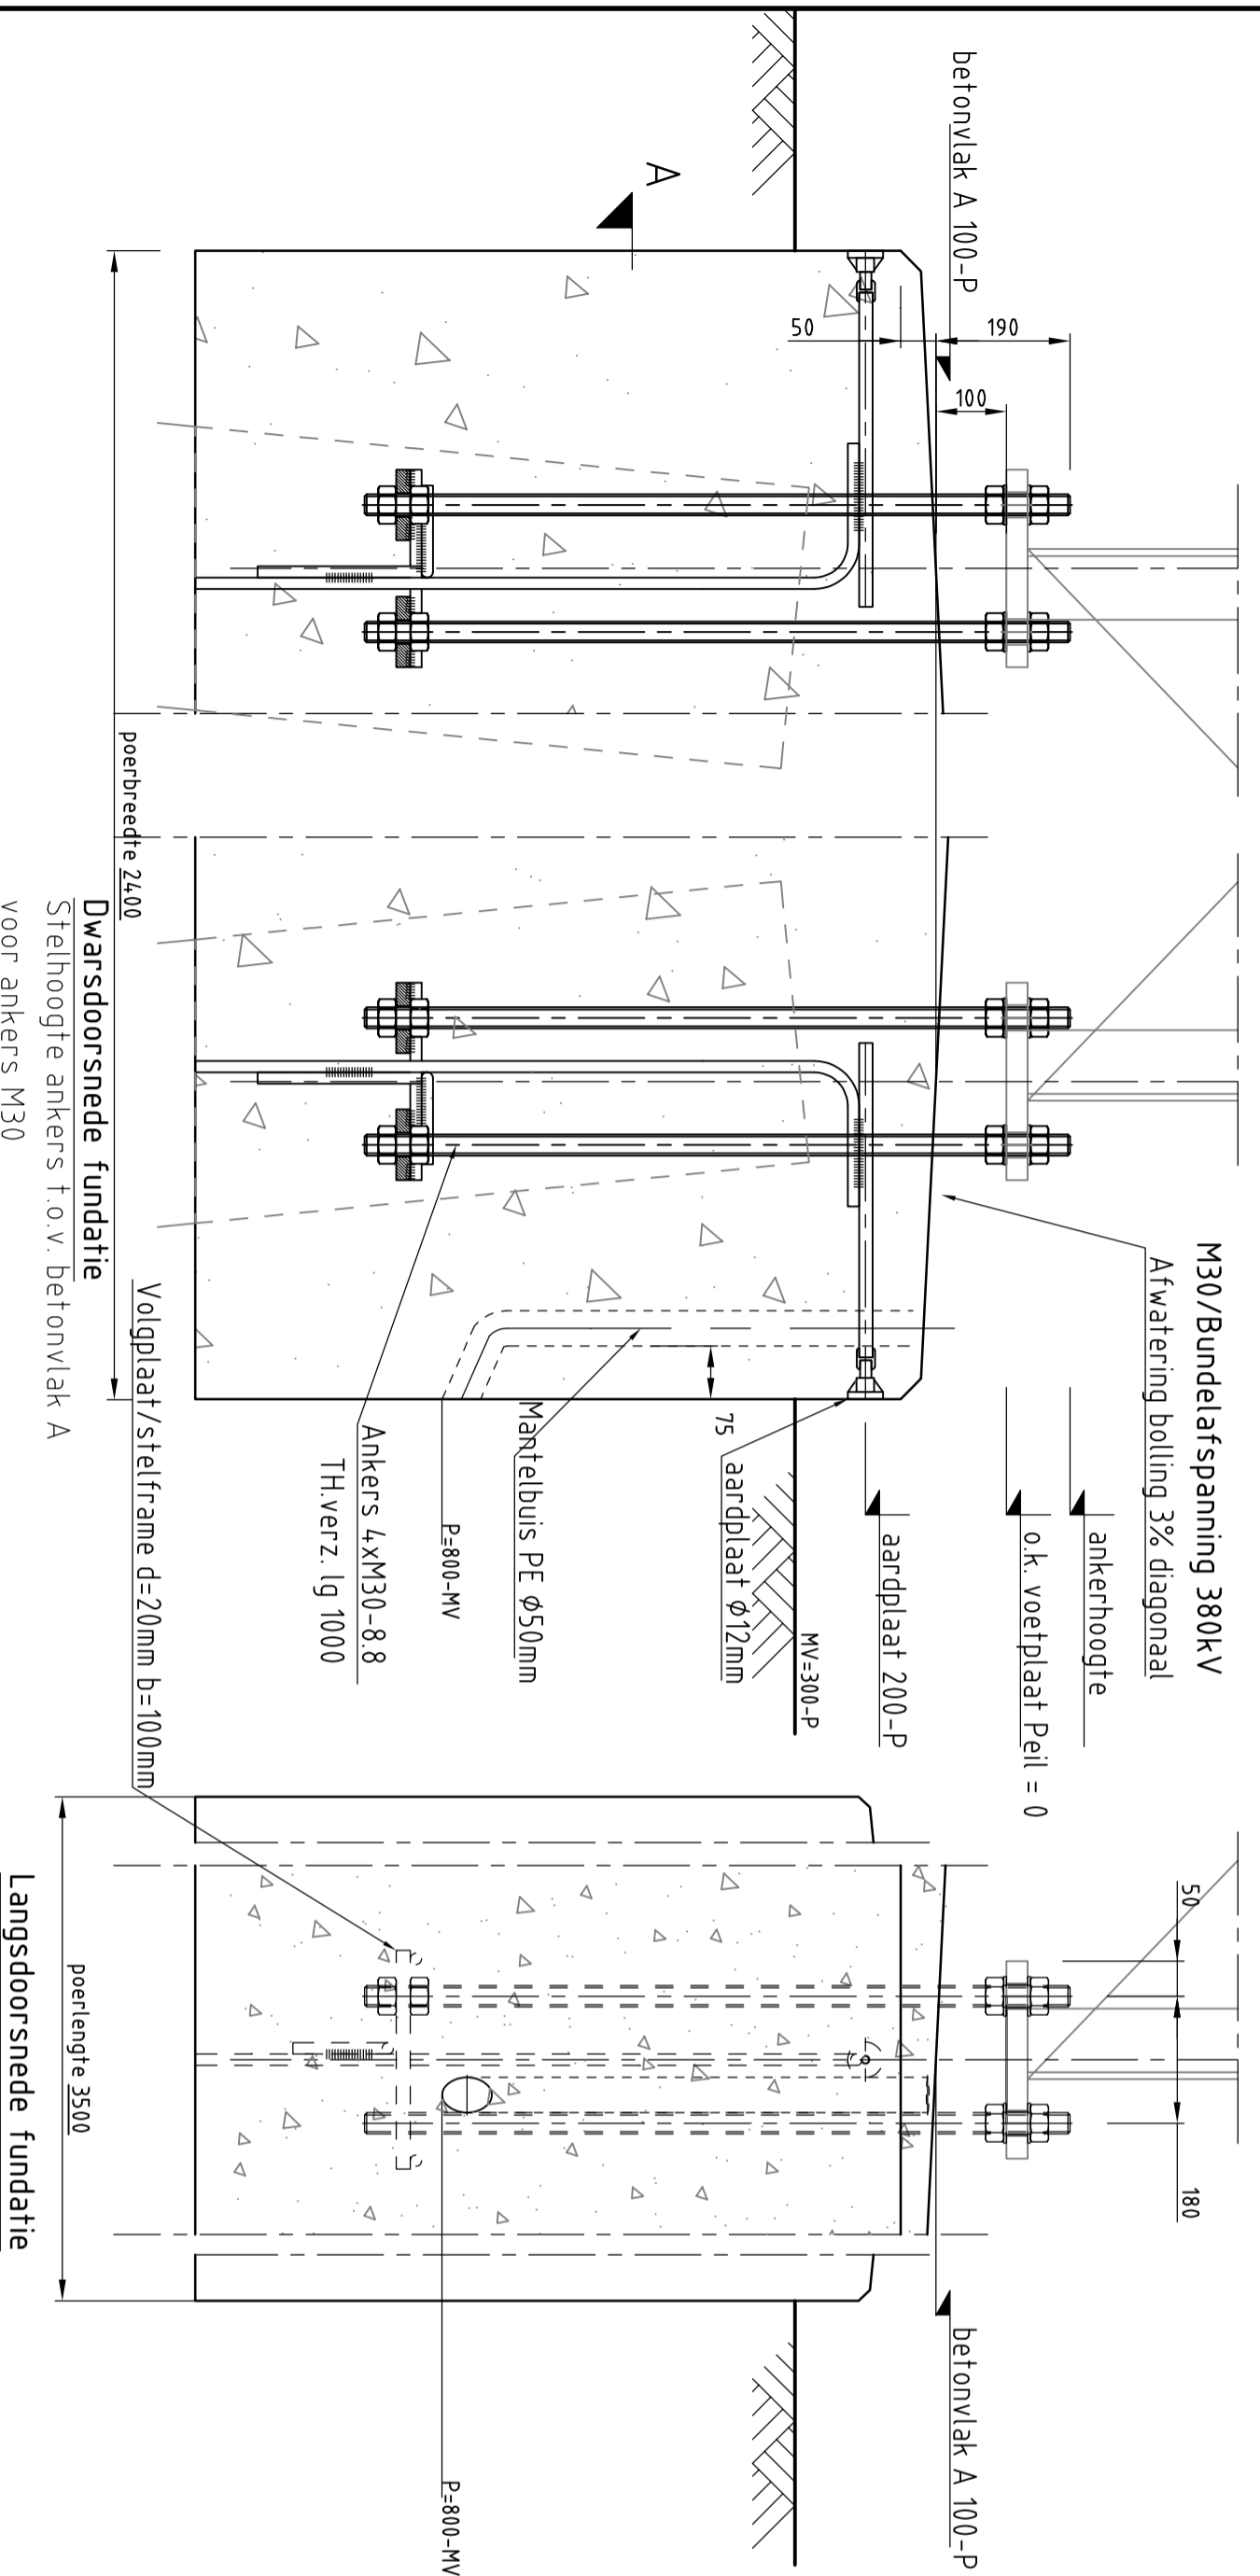 M30/Bundelafspanning 380kV
Afwatering bolling 3% diagonaal
ankerhoogte
o.k. voetplaat Peil = 0
betonvlak A 100-P
190
100
50
A
aardplaat 200-P
MV=300-P
aardplaat ϕ12mm
75
Mantelbuis PE ϕ50mm
P=800-MV
Ankers 4xM30-8.8
TH.verz. lg 1000
Volgplaat/stelframe d=20mm b=100mm
poerbreedte 2400
Dwarsdoorsnede fundatie
Stelhoogte ankers t.o.v. betonvlak A
voor ankers M30
50
180
betonvlak A 100-P
P=800-MV
poerlengte 3500
Langsdoorsnede fundatie